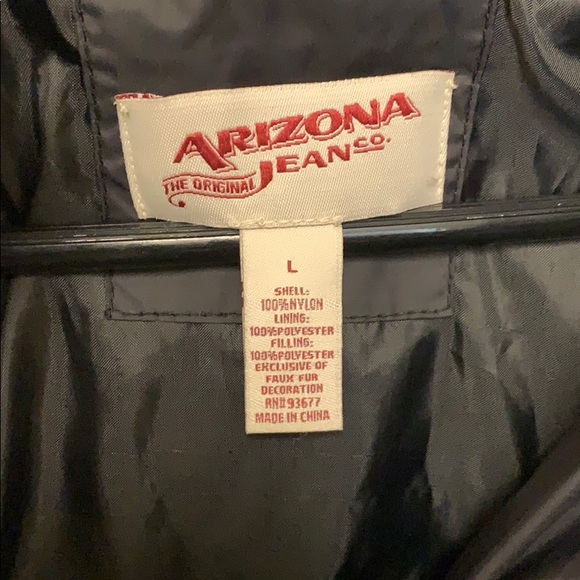 ARIZONA
JEAN CO.
THE ORIGINAL
L
SHELL:
100%NYLON
LINING:
100%POLYESTER
FILLING:
100%POLYESTER
EXCLUSIVE OF
FAUX FUR
DECORATION
RN#93677
MADE IN CHINA